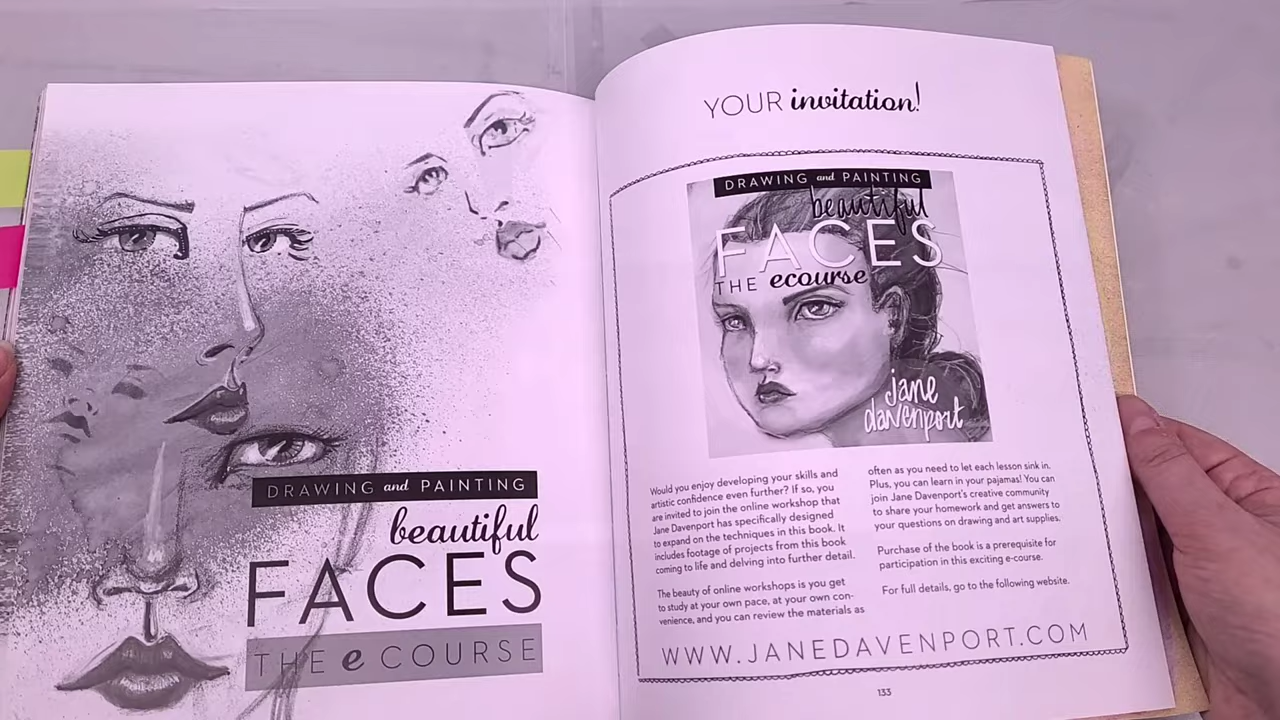 DRAWING and PAINTING
beautiful
FACES
THE e COURSE
YOUR invitation!
DRAWING and PAINTING
beautiful
FACES
THE ecourse
jane
davenport
Would you enjoy developing your skills and
artistic confidence even further? If so, you
are invited to join the online workshop that
Jane Davenport has specifically designed
to expand on the techniques in this book. It
includes footage of projects from this book
coming to life and delving into further detail.
The beauty of online workshops is you get
to study at your own pace, at your own con-
venience, and you can review the materials as
often as you need to let each lesson sink in.
Plus, you can learn in your pajamas! You can
join Jane Davenport's creative community
to share your homework and get answers to
your questions on drawing and art supplies.
Purchase of the book is a prerequisite for
participation in this exciting e-course.
For full details, go to the following website.
WWW.JANEDAVENPORT.COM
133